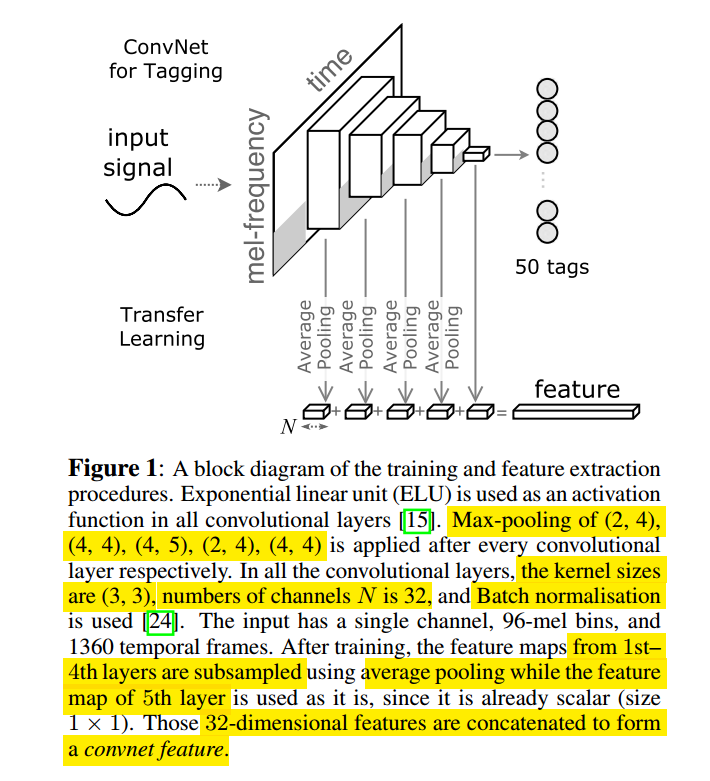 ConvNet
for Tagging
time
input
signal
mel-frequency
50 tags
Transfer
Learning
Average
Pooling
Average
Pooling
Average
Pooling
Average
Pooling
feature
N
+ + + + =
Figure 1: A block diagram of the training and feature extraction
procedures. Exponential linear unit (ELU) is used as an activation
function in all convolutional layers [15]. Max-pooling of (2, 4),
(4, 4), (4, 5), (2, 4), (4, 4) is applied after every convolutional
layer respectively. In all the convolutional layers, the kernel sizes
are (3, 3), numbers of channels N is 32, and Batch normalisation
is used [24]. The input has a single channel, 96-mel bins, and
1360 temporal frames. After training, the feature maps from 1st–
4th layers are subsampled using average pooling while the feature
map of 5th layer is used as it is, since it is already scalar (size
1 × 1). Those 32-dimensional features are concatenated to form
a convnet feature.